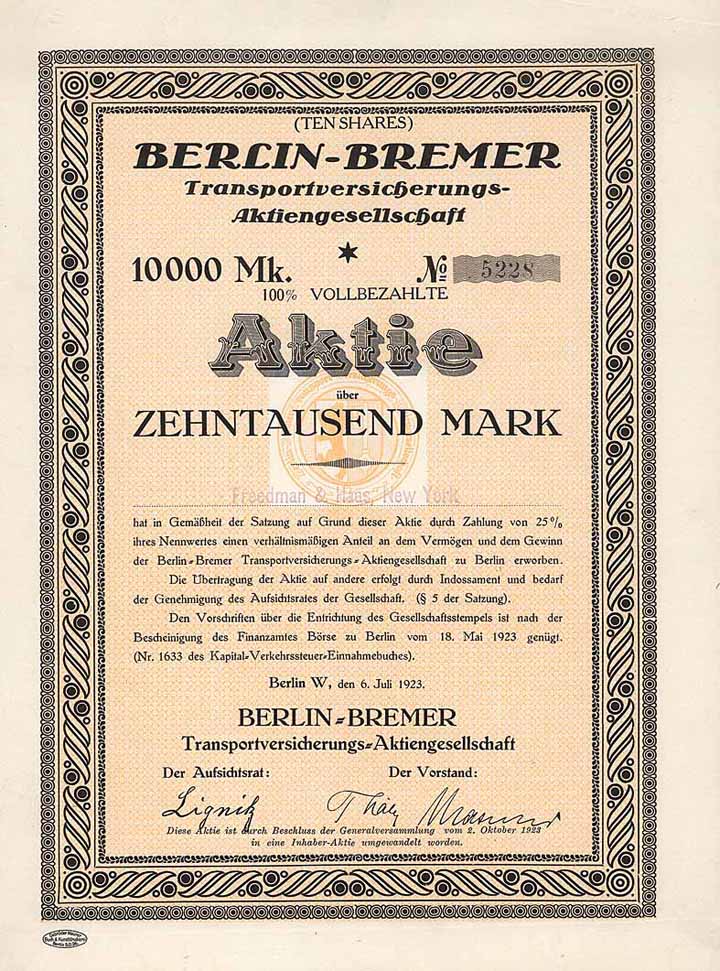 (TEN SHARES)
BERLIN-BREMER
Transportversicherungs-
Aktiengesellschaft
10000 Mk. № 5228
100% VOLLBEZAHLTE
Aktie
über
ZEHNTAUSEND MARK
Freedman & Haus, New York
hat in Gemäßheit der Satzung auf Grund dieser Aktie durch Zahlung von 25%
ihres Nennwertes einen verhältnismäßigen Anteil an dem Vermögen und dem Gewinn
der Berlin-Bremer Transportversicherungs-Aktiengesellschaft zu Berlin erworben.
Die Übertragung der Aktie auf andere erfolgt durch Indossament und bedarf
der Genehmigung des Aufsichtsrates der Gesellschaft. (§ 5 der Satzung).
Den Vorschriften über die Entrichtung des Gesellschaftsstempels ist nach der
Bescheinigung des Finanzamtes Börse zu Berlin vom 18. Mai 1923 genügt.
(Nr. 1633 des Kapital-Verkehrssteuer-Einnahmebuches).
Berlin W, den 6. Juli 1923.
BERLIN-BREMER
Transportversicherungs-Aktiengesellschaft
Der Aufsichtsrat: Der Vorstand:
Lignitz
Diese Aktie ist durch Beschluss der Generalversammlung vom 2. Oktober 1923
in eine Inhaber-Aktie umgewandelt worden.